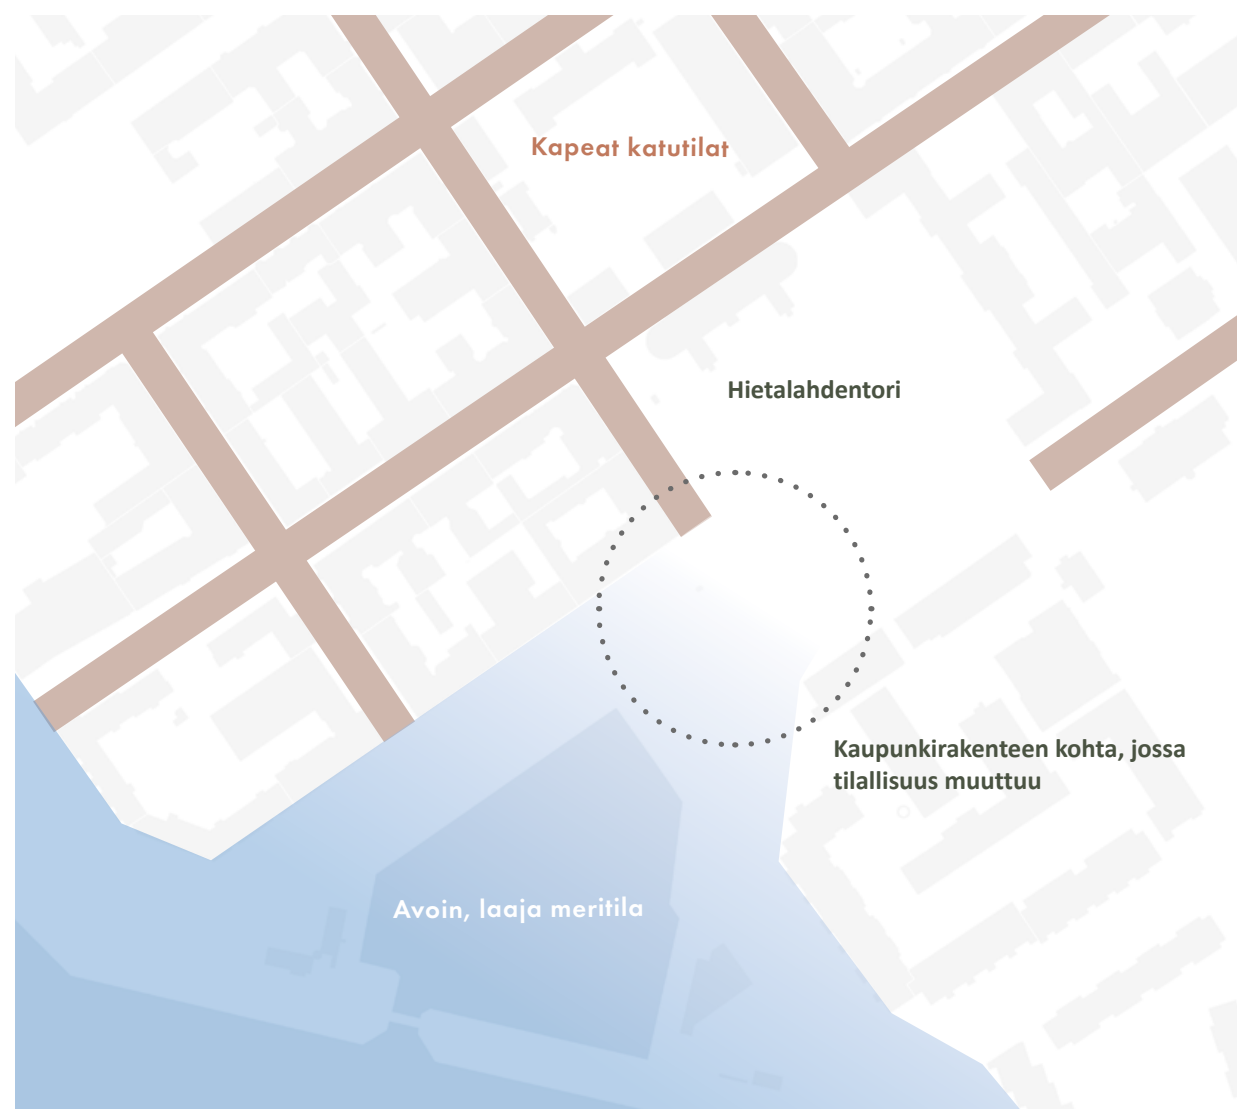 Kapeat katutilat
Hietalahdentori
Kaupunkirakenteen kohta, jossa
tilallisuus muuttuu
Avoin, laaja meritila